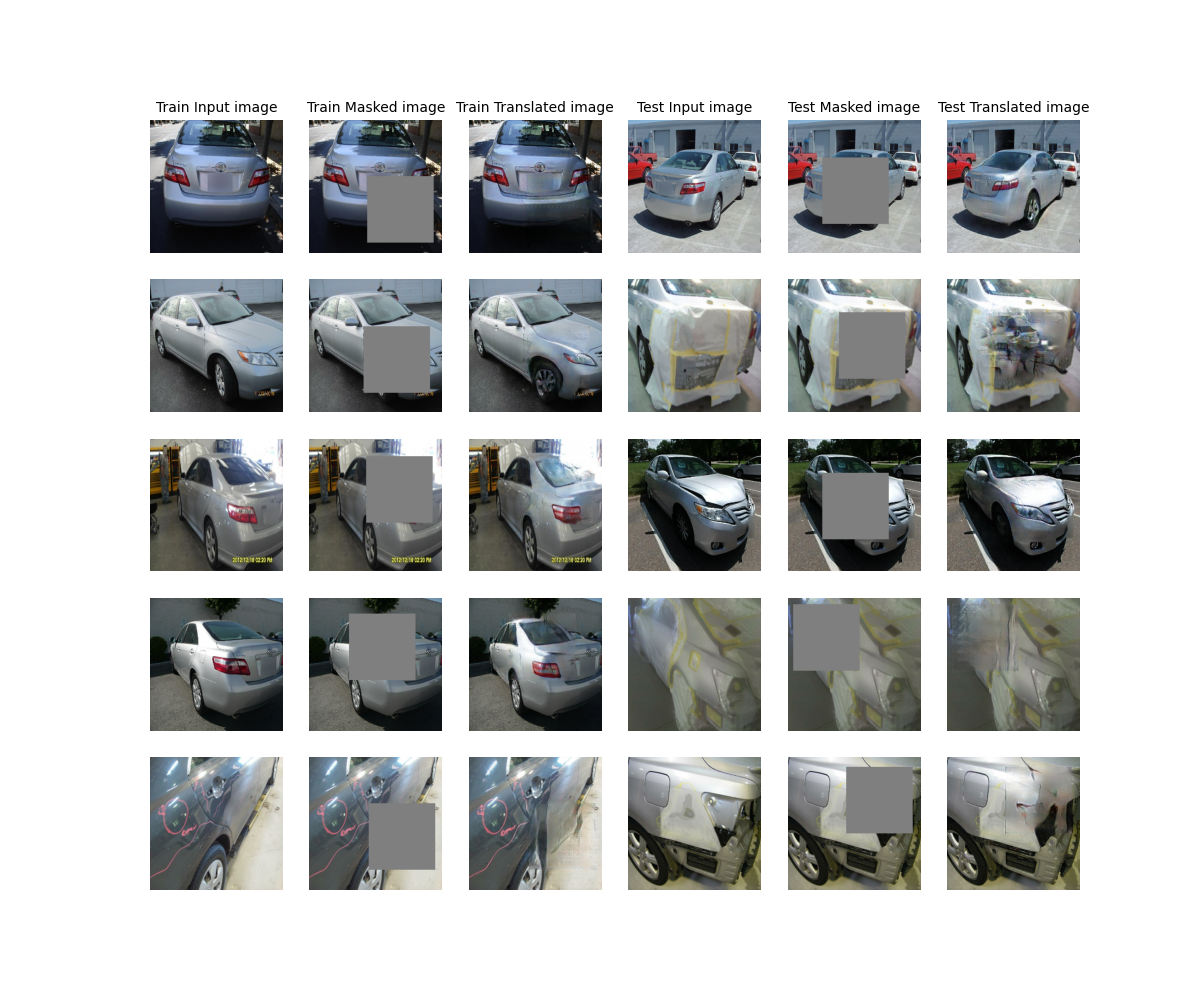 Train Input image
Train Masked image
Train Translated image
Test Input image
Test Masked image
Test Translated image